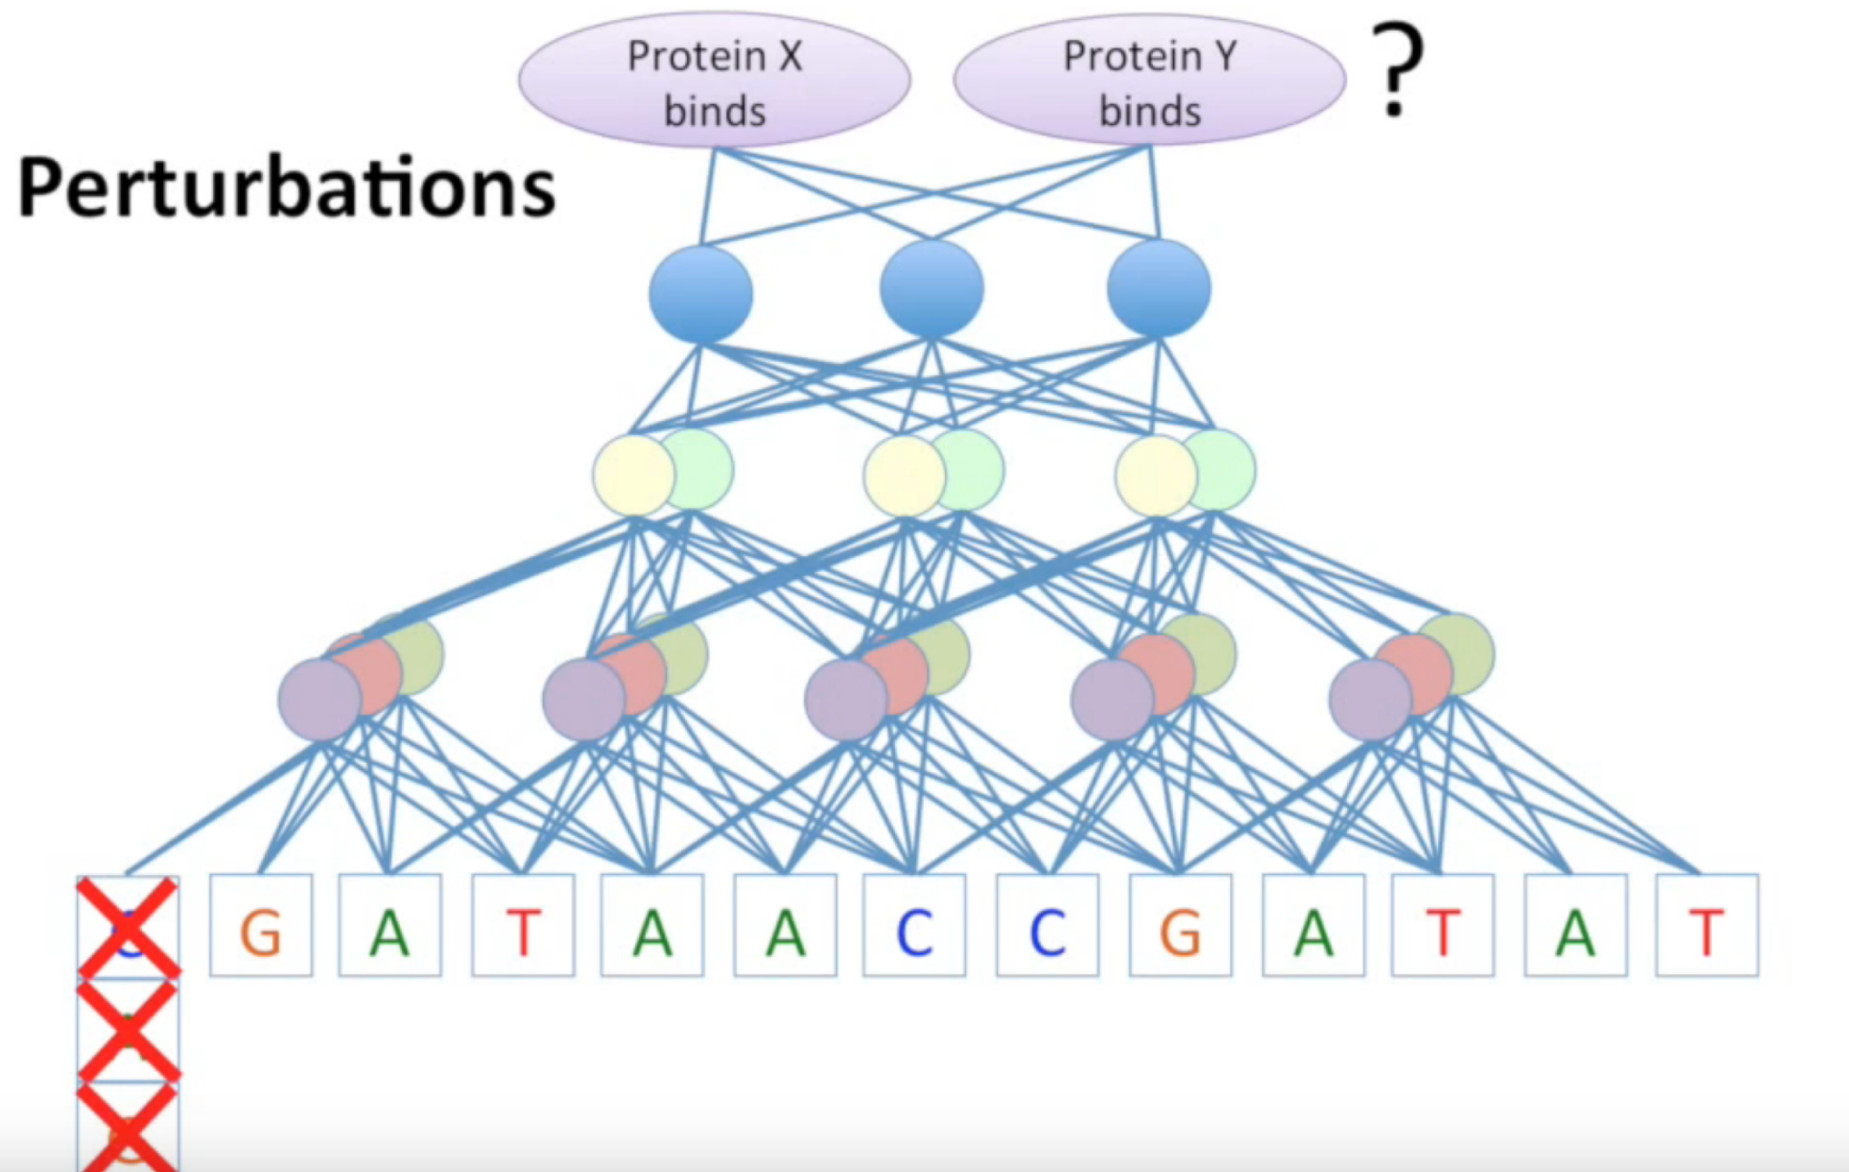 Protein X
binds
Protein Y
binds
?
Perturbations
C G A T A A C C G A T A T